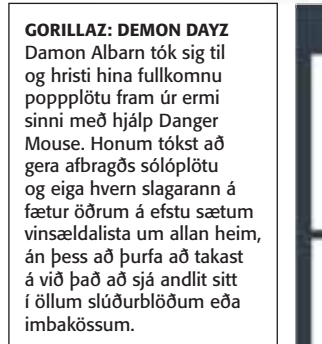 GORILLAZ: DEMON DAYZ
Damon Albarn tók sig til
og hristi hina fullkomnu
poppplötu fram úr ermi
sinni með hjálp Danger
Mouse. Honum tókst að
gera afbragðs sólóplötu
og eiga hvern slagarann á
fætur öðrum á efstu sætum
vinsældalista um allan heim,
án þess að þurfa að takast
á við það að sjá andlit sitt
í öllum slúðurblöðum eða
imbakössum.